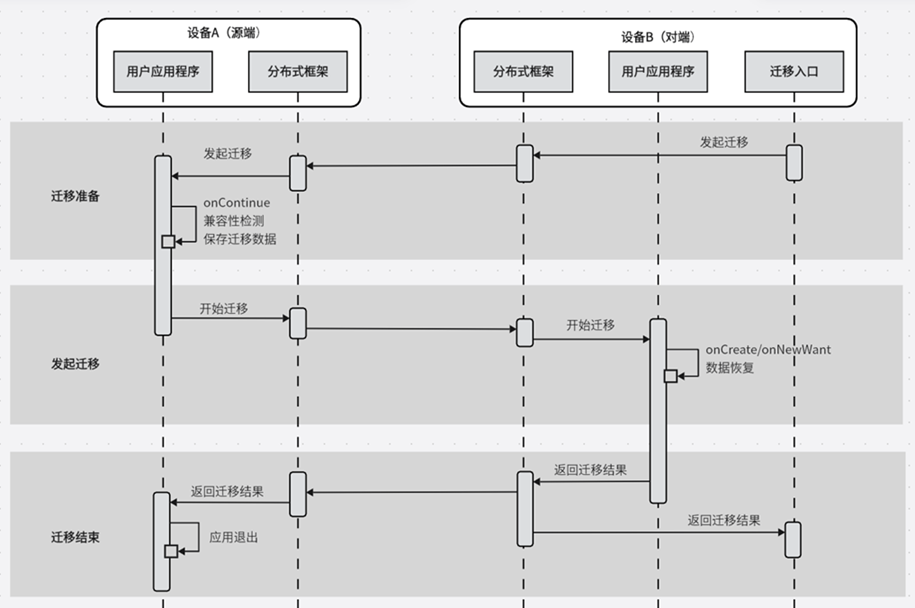 设备A（源端）
设备B（对端）
用户应用程序
分布式框架
分布式框架
用户应用程序
迁移入口
发起迁移
发起迁移
迁移准备
onContinue
兼容性检测
保存迁移数据
开始迁移
开始迁移
onCreate/onNewWant
发起迁移
数据恢复
返回迁移结果
返回迁移结果
返回迁移结果
迁移结束
应用退出